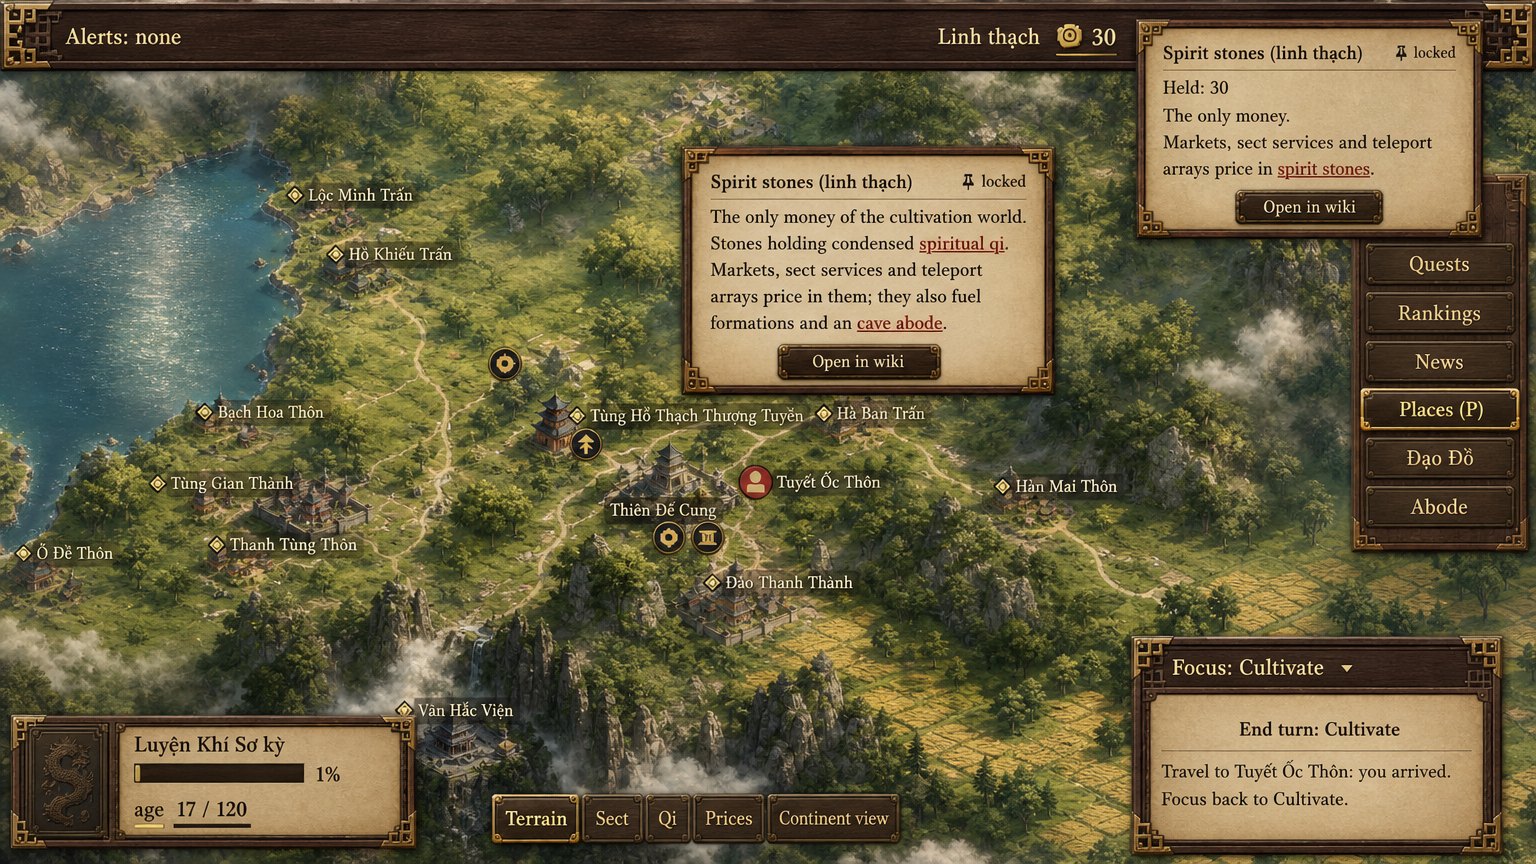 Alerts: none
Linh thạch 30
Spirit stones (linh thạch) locked
Held: 30
The only money.
Markets, sect services and teleport
arrays price in spirit stones.
Open in wiki
Spirit stones (linh thạch) locked
The only money of the cultivation world.
Stones holding condensed spiritual qi.
Markets, sect services and teleport
arrays price in them; they also fuel
formations and an cave abode.
Open in wiki
Quests
Rankings
News
Places (P)
Đạo Đồ
Abode
Lộc Minh Trấn
Hồ Khiếu Trấn
Bạch Hoa Thôn
Tùng Hồ Thạch Thượng Tuyền
Hà Ban Trấn
Tùng Gian Thành
Tuyết Ốc Thôn
Hàn Mai Thôn
Thiên Đế Cung
Thanh Tùng Thôn
Ổ Đề Thôn
Đảo Thanh Thành
Vân Hắc Viện
Luyện Khí Sơ kỳ
1%
age 17 / 120
Terrain
Sect
Qi
Prices
Continent view
Focus: Cultivate
End turn: Cultivate
Travel to Tuyết Ốc Thôn: you arrived.
Focus back to Cultivate.